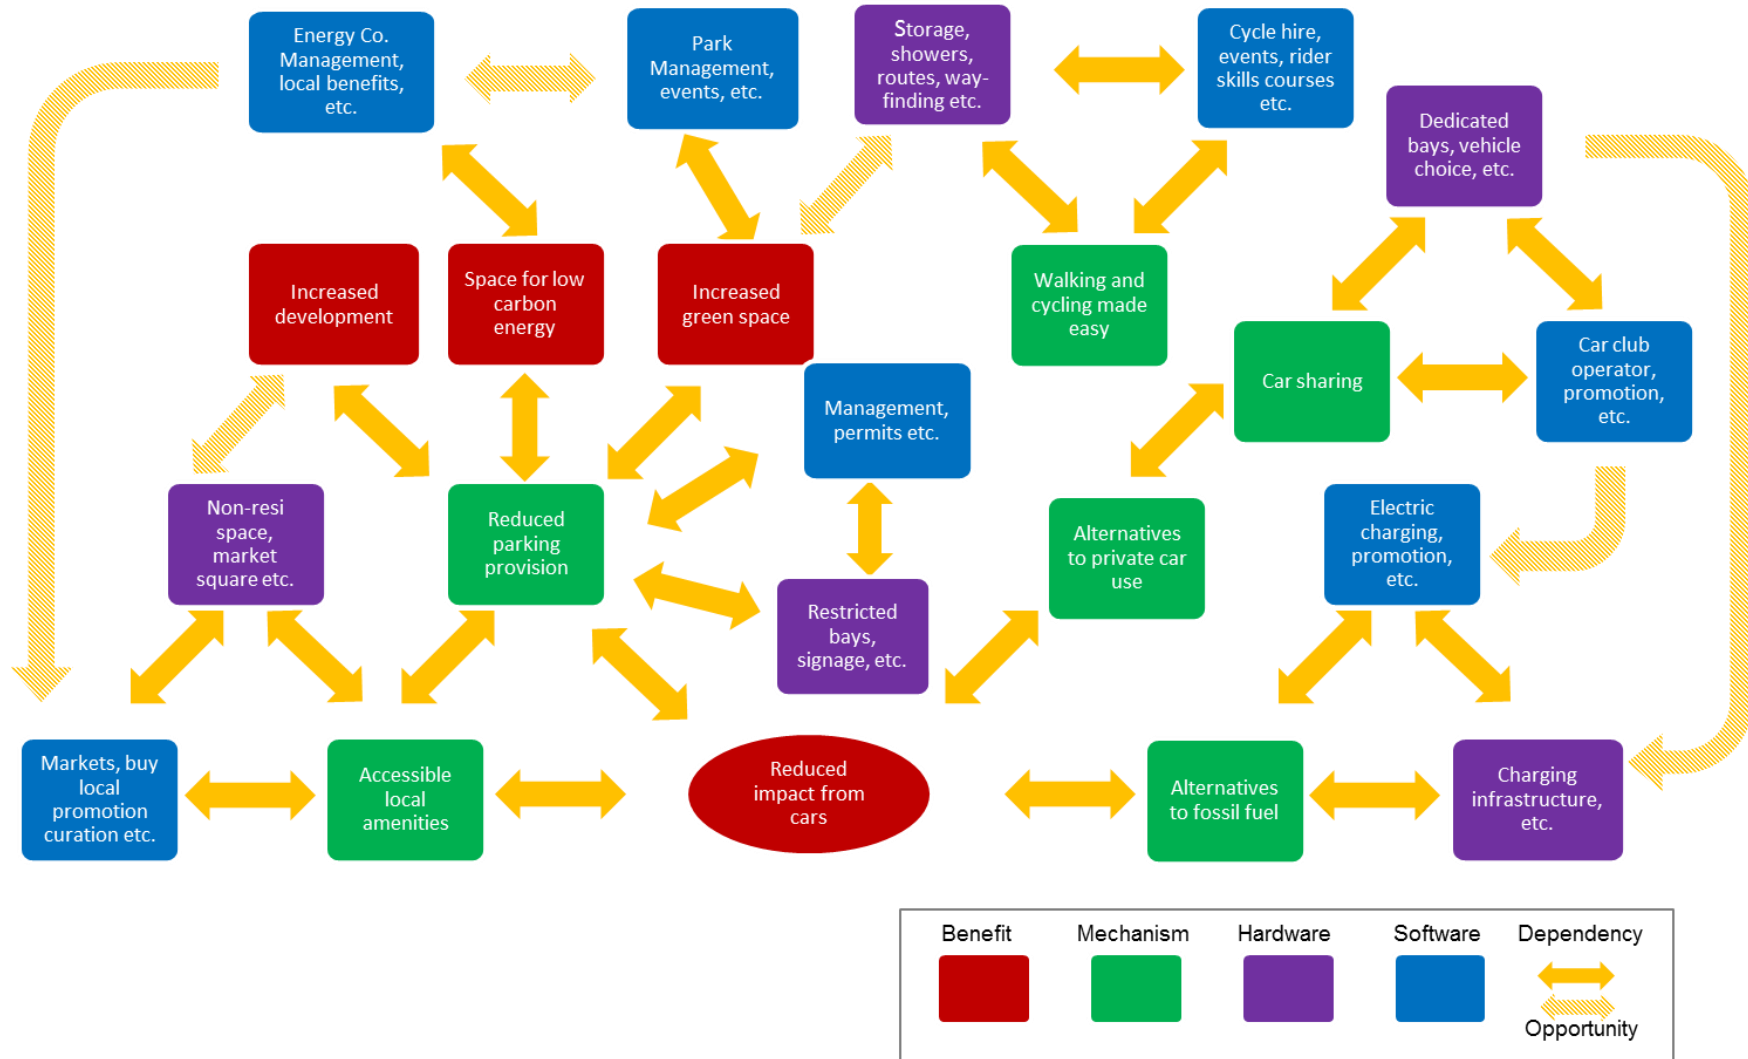 Energy Co.
Management,
local benefits,
etc.
Park
Management,
events, etc.
Storage,
showers,
routes, way-
finding etc.
Cycle hire,
events, rider
skills courses
etc.
Dedicated
bays, vehicle
choice, etc.
Increased
development
Space for low
carbon
energy
Increased
green space
Walking and
cycling made
easy
Car sharing
Car club
operator,
promotion,
etc.
Management,
permits etc.
Non-resi
space,
market
square etc.
Reduced
parking
provision
Alternatives
to private car
use
Electric
charging,
promotion,
etc.
Restricted
bays,
signage, etc.
Markets, buy
local
promotion
curation etc.
Accessible
local
amenities
Reduced
impact from
cars
Alternatives
to fossil fuel
Charging
infrastructure,
etc.
Benefit
Mechanism
Hardware
Software
Dependency
Opportunity